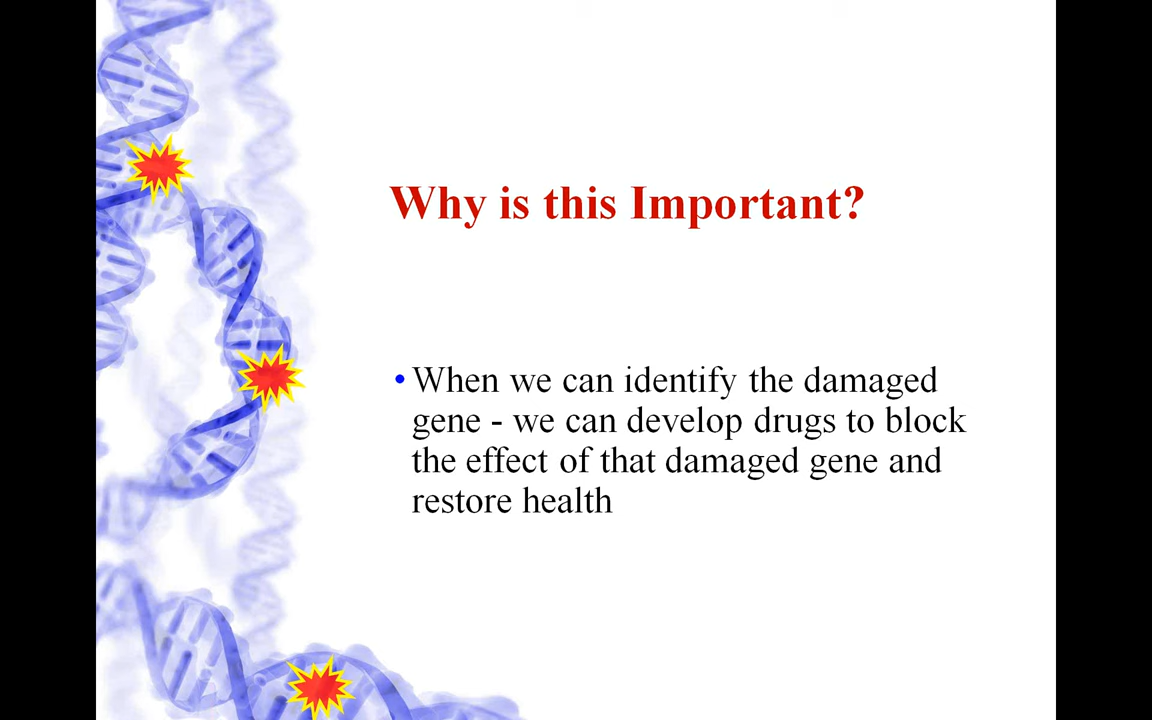 Why is this Important?
• When we can identify the damaged
gene - we can develop drugs to block
the effect of that damaged gene and
restore health